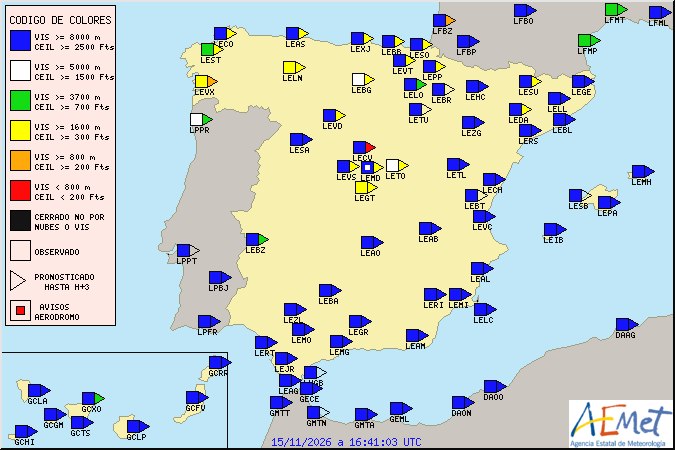 CODIGO DE COLORES
VIS >= 8000 m
CEIL >= 2500 Fts
VIS >= 5000 m
CEIL >= 1500 Fts
VIS >= 3700 m
CEIL >= 700 Fts
VIS >= 1600 m
CEIL >= 300 Fts
VIS >= 800 m
CEIL >= 200 Fts
VIS < 800 m
CEIL < 200 Fts
CERRADO NO POR
NUBES O VIS
OBSERVADO
PRONOSTICADO
HASTA H+3
AVISOS
AERODROMO
LFBO
LFMT
LFML
LFBZ
LECO
LEAS
LEXJ
LEBB
LESO
LFBP
LFMP
LEST
LEVT
LEPP
LELN
LEVX
LEBG
LELO
LEBR
LEHC
LESU
LEGE
LELL
LPPR
LEVD
LETU
LEZG
LEDA
LERS
LEBL
LESA
LECV
LEVS
LEMD
LETO
LETL
LEMH
LEGT
LECH
LEBT
LESB
LEPA
LEVC
LEIB
LEBZ
LEAO
LEAB
LPPT
LPBJ
LEAL
LEBA
LERI
LEMI
LELC
LEZL
LPFR
LEMO
LEGR
LEAM
DAAG
LERT
LEMG
LEJR
GCRR
LEAG
GECE
DAOO
GCLA
GCXO
GCFV
GMTT
GMTN
GMTA
GEML
DAON
GCGM
GCTS
GCLP
GCHI
15/11/2026 a 16:41:03 UTC
AEMet
Agencia Estatal de Meteorología